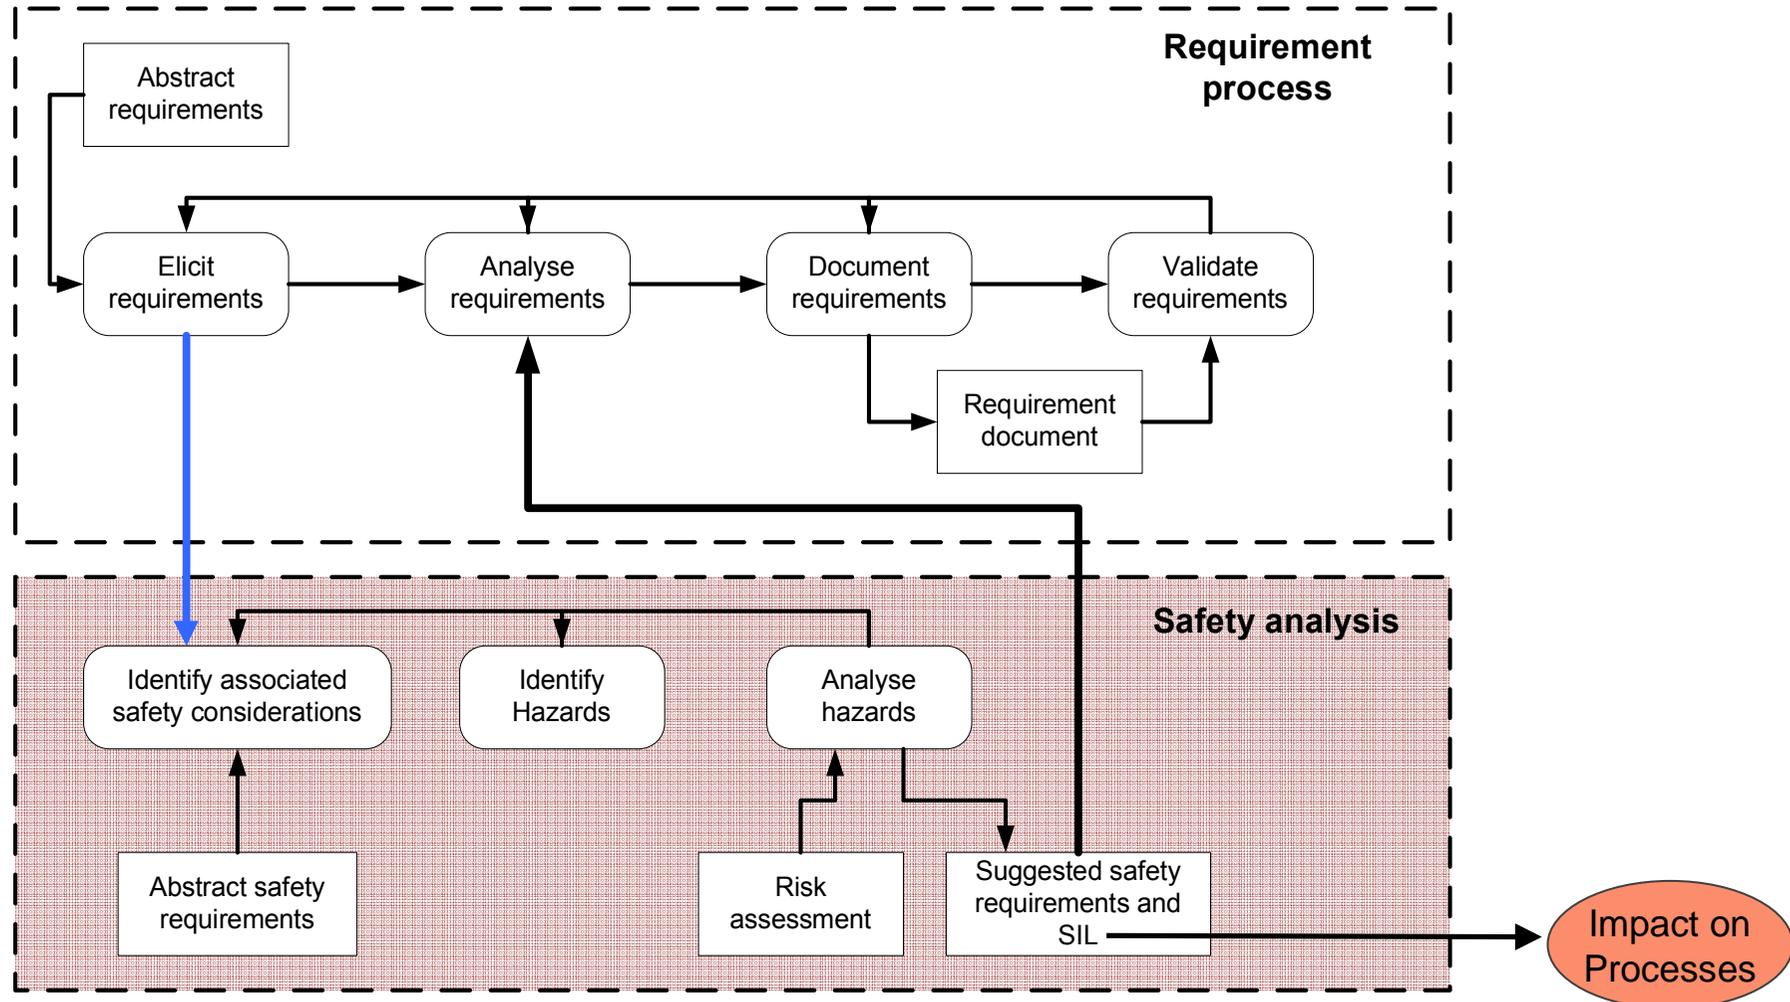 Requirement
process
Abstract
requirements
Elicit
requirements
Analyse
requirements
Document
requirements
Validate
requirements
Requirement
document
Safety analysis
Identify associated
safety considerations
Identify
Hazards
Analyse
hazards
Abstract safety
requirements
Risk
assessment
Suggested safety
requirements and
SIL
Impact on
Processes